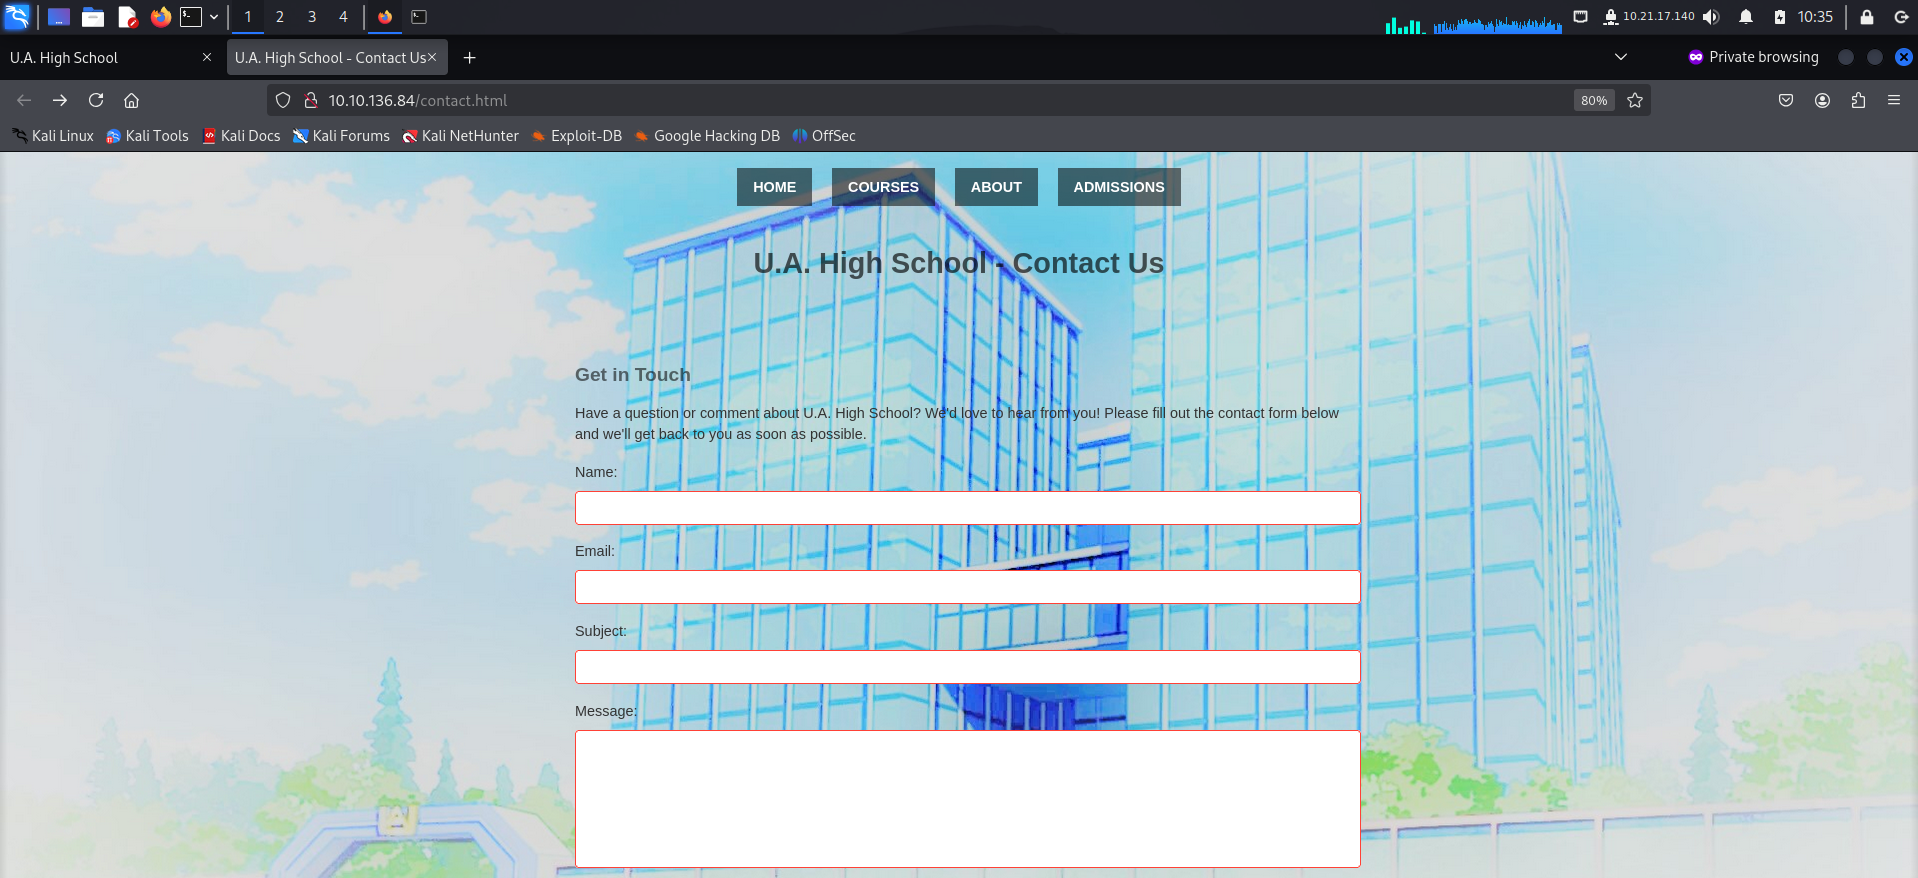 1 2 3 4 10.21.17.140 10:35
U.A. High School U.A. High School - Contact Us Private browsing
10.10.136.84/contact.html 80%
Kali Linux Kali Tools Kali Docs Kali Forums Kali NetHunter Exploit-DB Google Hacking DB OffSec
HOME COURSES ABOUT ADMISSIONS
U.A. High School - Contact Us
Get in Touch
Have a question or comment about U.A. High School? We'd love to hear from you! Please fill out the contact form below
and we'll get back to you as soon as possible.
Name:
Email:
Subject:
Message: